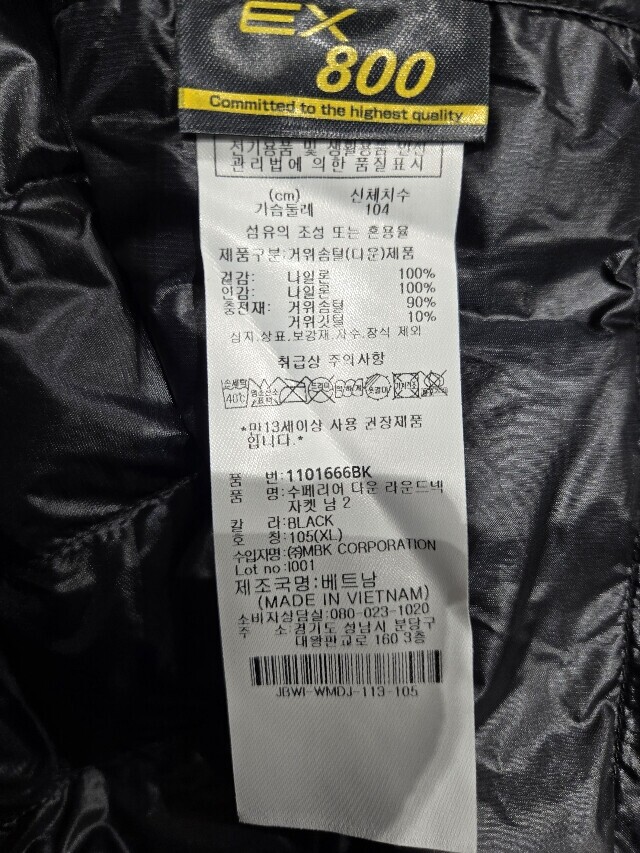 EX
800
Committed to the highest quality
전기용품 및 생활용품 안전
관리법에 의한 품질표시
(cm) 신체치수
가슴둘레 104
섬유의 조성 또는 혼용율
제품구분:거위솜털(다운)제품
겉감: 나일론 100%
안감: 나일론 100%
충전재: 거위솜털 90%
거위깃털 10%
심지,상표,보강재,자수,장식 제외
취급상 주의사항
손세탁
40℃
*만13세이상 사용 권장제품
입니다.*
품 번:1101666BK
품 명:수페리어 다운 라운드넥
자켓 남 2
칼 라:BLACK
호 칭:105(XL)
수입자명:㈜MBK CORPORATION
Lot no:I001
제조국명:베트남
(MADE IN VIETNAM)
소비자상담실:080-023-1020
주 소:경기도 성남시 분당구
대왕판교로 160 3층
JBWI-WMDJ-113-105